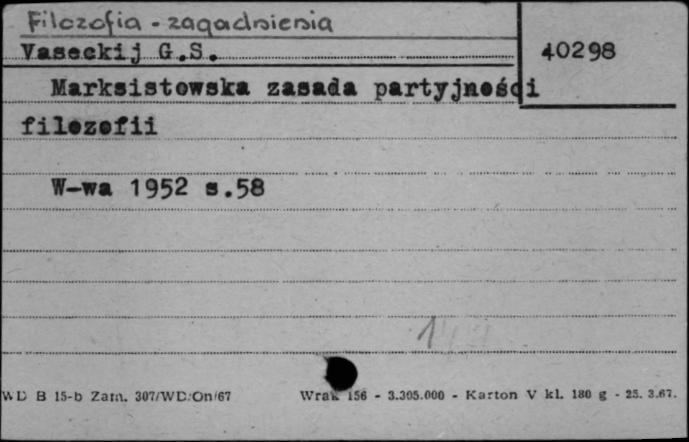 Filozofia - zagadnienia
Vaseckij G.S.
40298
Marksistowska zasada partyjności
filozofii
W-wa 1952 s.58
WD B 15-b Zam. 307/WD/On/67
Wrak 156 - 3.305.000 - Karton V kl. 180 g - 25. 3.67.